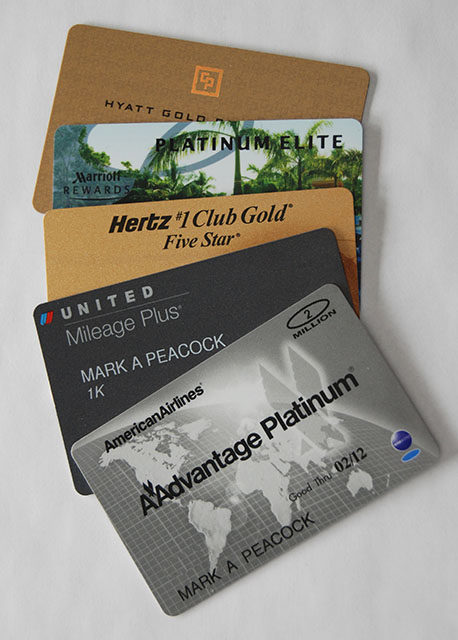 GP
HYATT GOLD
PLATINUM ELITE
Marriott
REWARDS
Hertz #1 Club Gold®
Five Star®
UNITED
Mileage Plus®
MARK A PEACOCK
1K
2
MILLION
AmericanAirlines®
AAdvantage Platinum®
Good Thru 02/12
MARK A PEACOCK